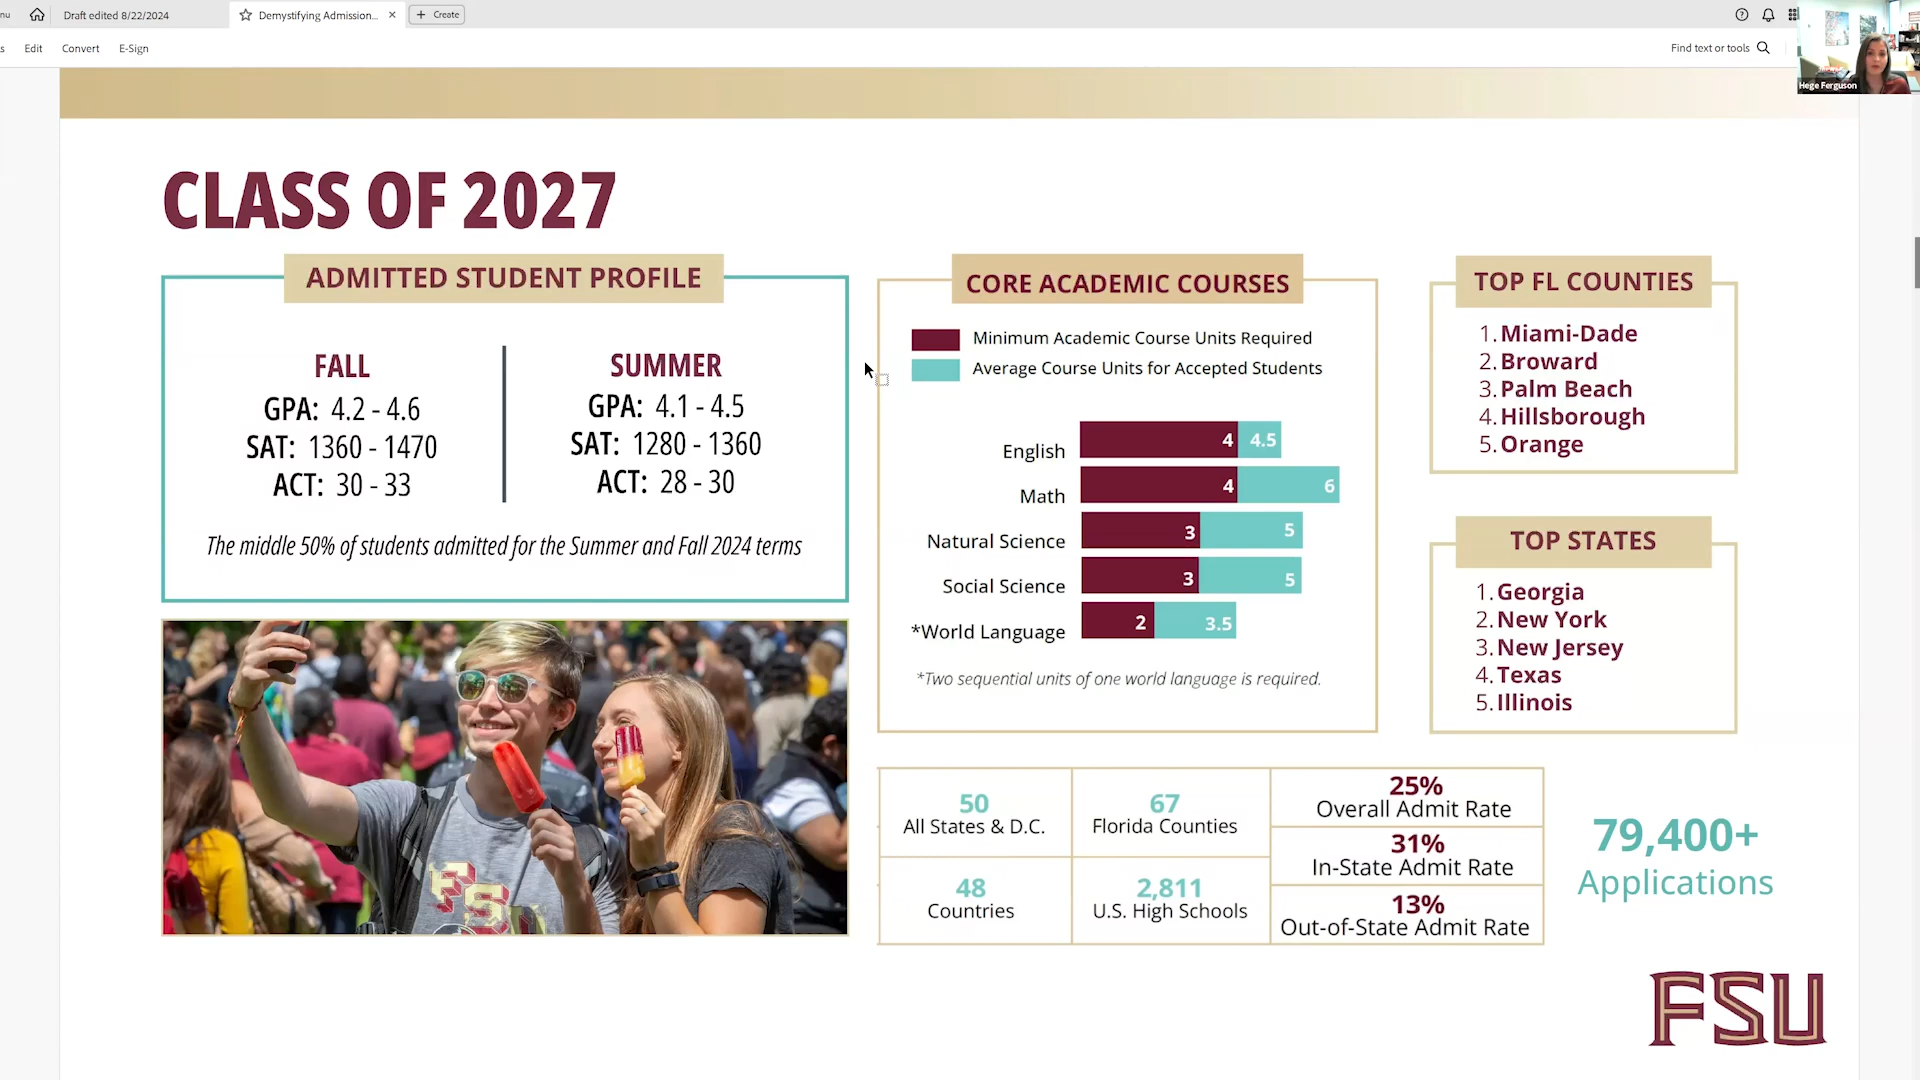 nu
Draft edited 8/22/2024
Demystifying Admission...
Create
s
Edit
Convert
E-Sign
Find text or tools
Hege Ferguson
CLASS OF 2027
ADMITTED STUDENT PROFILE
FALL
GPA: 4.2 - 4.6
SAT: 1360 - 1470
ACT: 30 - 33
SUMMER
GPA: 4.1 - 4.5
SAT: 1280 - 1360
ACT: 28 - 30
The middle 50% of students admitted for the Summer and Fall 2024 terms
FSU
CORE ACADEMIC COURSES
Minimum Academic Course Units Required
Average Course Units for Accepted Students
English 4 4.5
Math 4 6
Natural Science 3 5
Social Science 3 5
*World Language 2 3.5
*Two sequential units of one world language is required.
TOP FL COUNTIES
1. Miami-Dade
2. Broward
3. Palm Beach
4. Hillsborough
5. Orange
TOP STATES
1. Georgia
2. New York
3. New Jersey
4. Texas
5. Illinois
50
All States & D.C.
67
Florida Counties
48
Countries
2,811
U.S. High Schools
25%
Overall Admit Rate
31%
In-State Admit Rate
13%
Out-of-State Admit Rate
79,400+
Applications
FSU